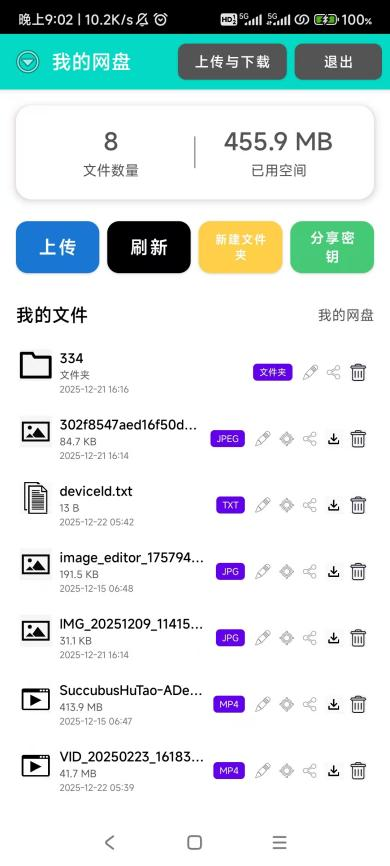 晚上9:02 | 10.2K/s
HD 5G 5G 100%
我的网盘
上传与下载
退出
8
文件数量
455.9 MB
已用空间
上传
刷新
新建文件
夹
分享密
钥
我的文件
我的网盘
334
文件夹
2025-12-21 16:16
文件夹
302f8547aed16f50d...
84.7 KB
2025-12-21 16:14
JPEG
deviceId.txt
13 B
2025-12-22 05:42
TXT
image_editor_175794...
191.5 KB
2025-12-15 06:48
JPG
IMG_20251209_11415...
31.1 KB
2025-12-21 16:14
JPG
SuccubusHuTao-ADe...
413.9 MB
2025-12-15 06:47
MP4
VID_20250223_16183...
41.7 MB
2025-12-22 05:39
MP4